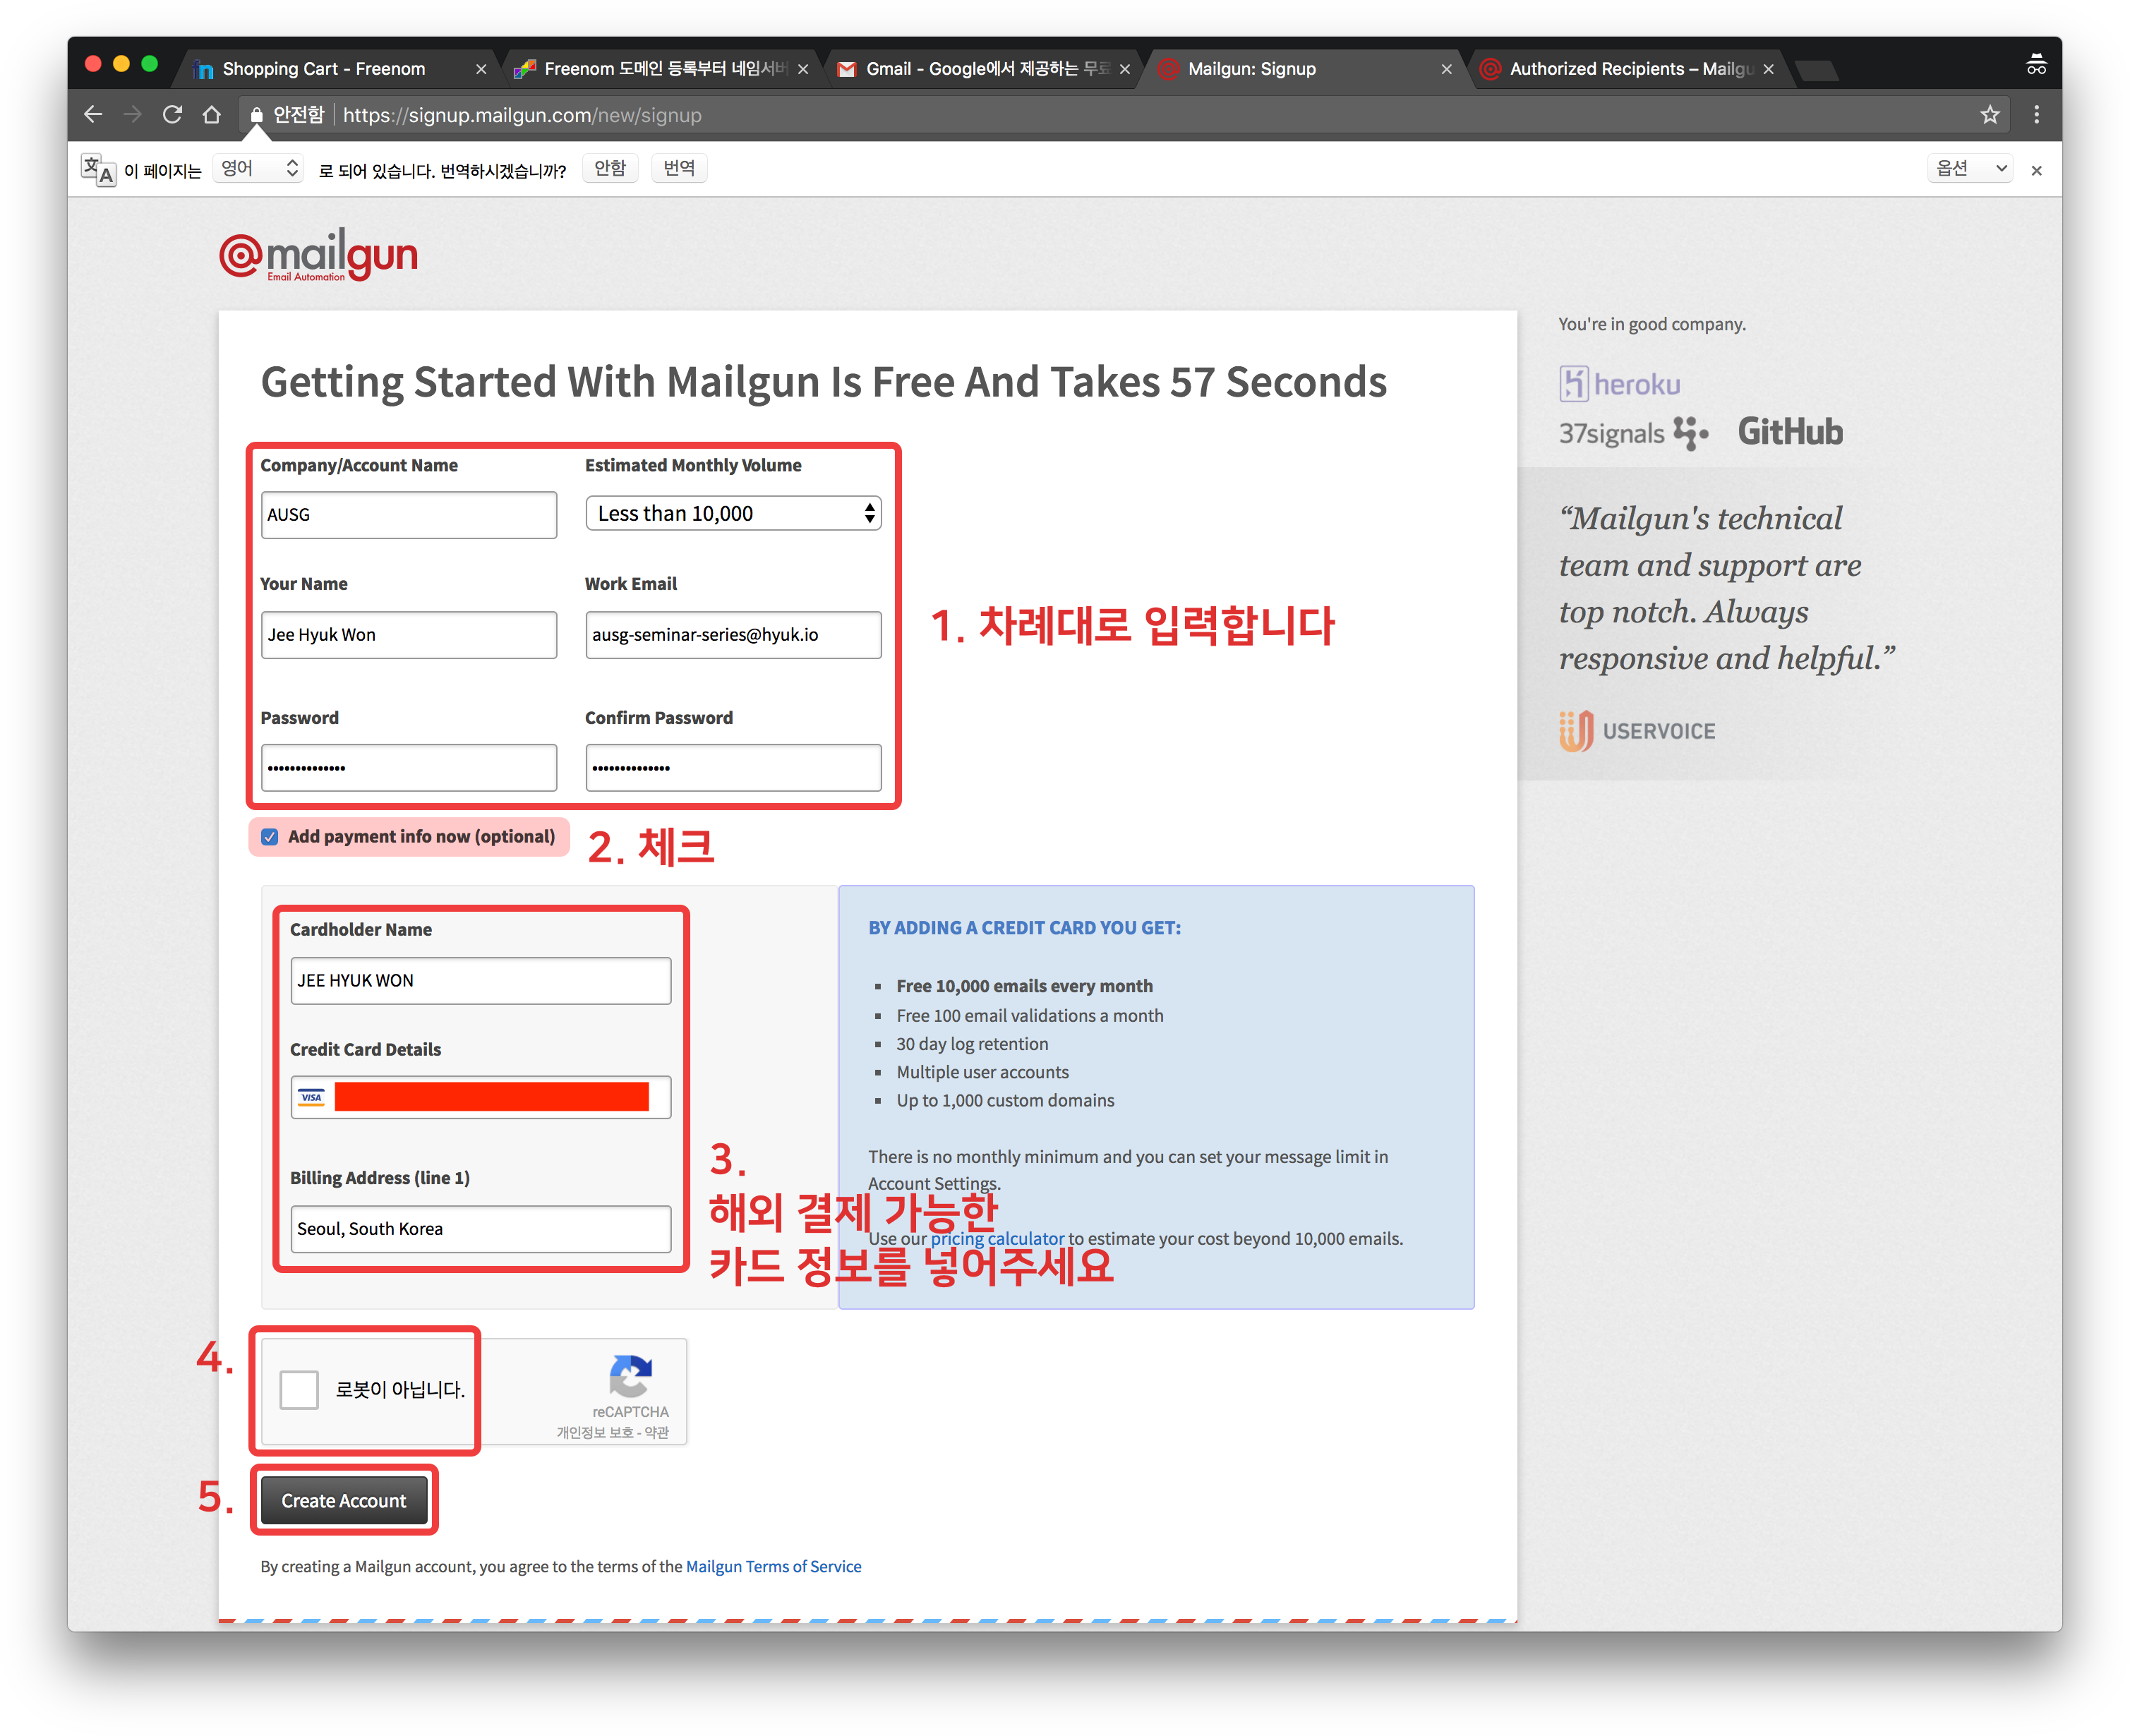 Shopping Cart - Freenom
Freenom 도메인 등록부터 네임서버
Gmail - Google에서 제공하는 무료
Mailgun: Signup
Authorized Recipients – Mailgu
안전함 https://signup.mailgun.com/new/signup
이 페이지는 영어 로 되어 있습니다. 번역하시겠습니까? 안함 번역 옵션
@mailgun
Email Automation
Getting Started With Mailgun Is Free And Takes 57 Seconds
Company/Account Name
Estimated Monthly Volume
AUSG
Less than 10,000
Your Name
Work Email
Jee Hyuk Won
ausg-seminar-series@hyuk.io
1. 차례대로 입력합니다
Password
Confirm Password
••••••••••••••
••••••••••••••
Add payment info now (optional)
2. 체크
Cardholder Name
JEE HYUK WON
Credit Card Details
VISA
Billing Address (line 1)
Seoul, South Korea
3.
해외 결제 가능한
카드 정보를 넣어주세요
BY ADDING A CREDIT CARD YOU GET:
Free 10,000 emails every month
Free 100 email validations a month
30 day log retention
Multiple user accounts
Up to 1,000 custom domains
There is no monthly minimum and you can set your message limit in
Account Settings.
Use our pricing calculator to estimate your cost beyond 10,000 emails.
4.
로봇이 아닙니다.
reCAPTCHA
개인정보 보호 - 약관
5.
Create Account
By creating a Mailgun account, you agree to the terms of the Mailgun Terms of Service
You're in good company.
heroku
37signals
GitHub
“Mailgun's technical
team and support are
top notch. Always
responsive and helpful.”
USERVOICE